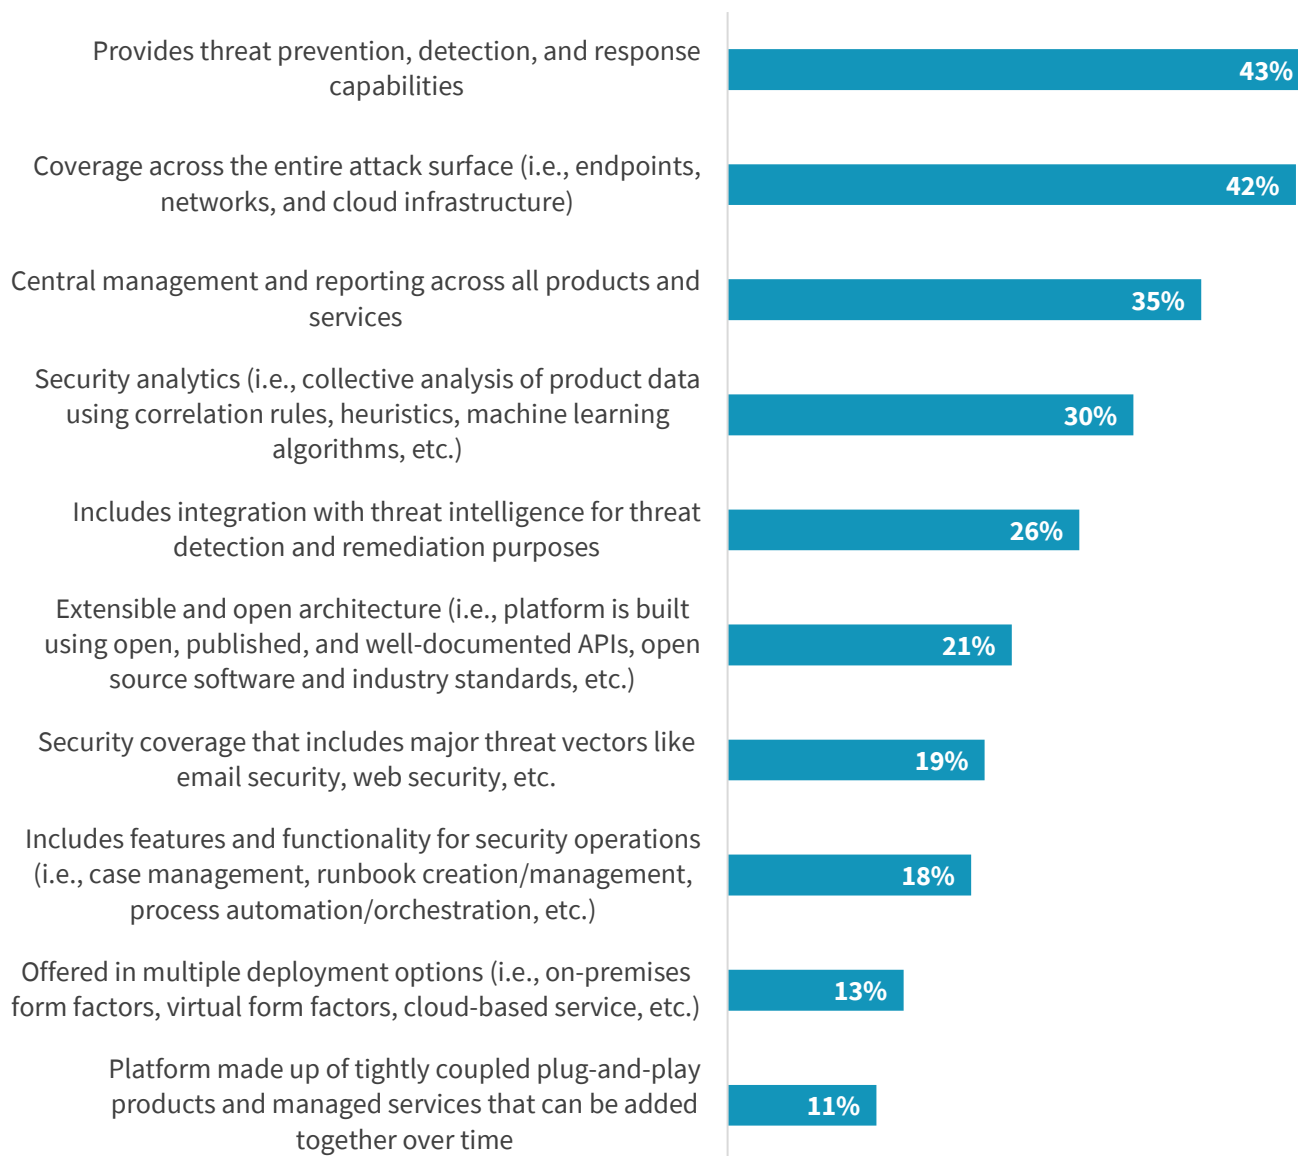 Provides threat prevention, detection, and response
capabilities
43%
Coverage across the entire attack surface (i.e., endpoints,
networks, and cloud infrastructure)
42%
Central management and reporting across all products and
services
35%
Security analytics (i.e., collective analysis of product data
using correlation rules, heuristics, machine learning
algorithms, etc.)
30%
Includes integration with threat intelligence for threat
detection and remediation purposes
26%
Extensible and open architecture (i.e., platform is built
using open, published, and well-documented APIs, open
source software and industry standards, etc.)
21%
Security coverage that includes major threat vectors like
email security, web security, etc.
19%
Includes features and functionality for security operations
(i.e., case management, runbook creation/management,
process automation/orchestration, etc.)
18%
Offered in multiple deployment options (i.e., on-premises
form factors, virtual form factors, cloud-based service, etc.)
13%
Platform made up of tightly coupled plug-and-play
products and managed services that can be added
together over time
11%